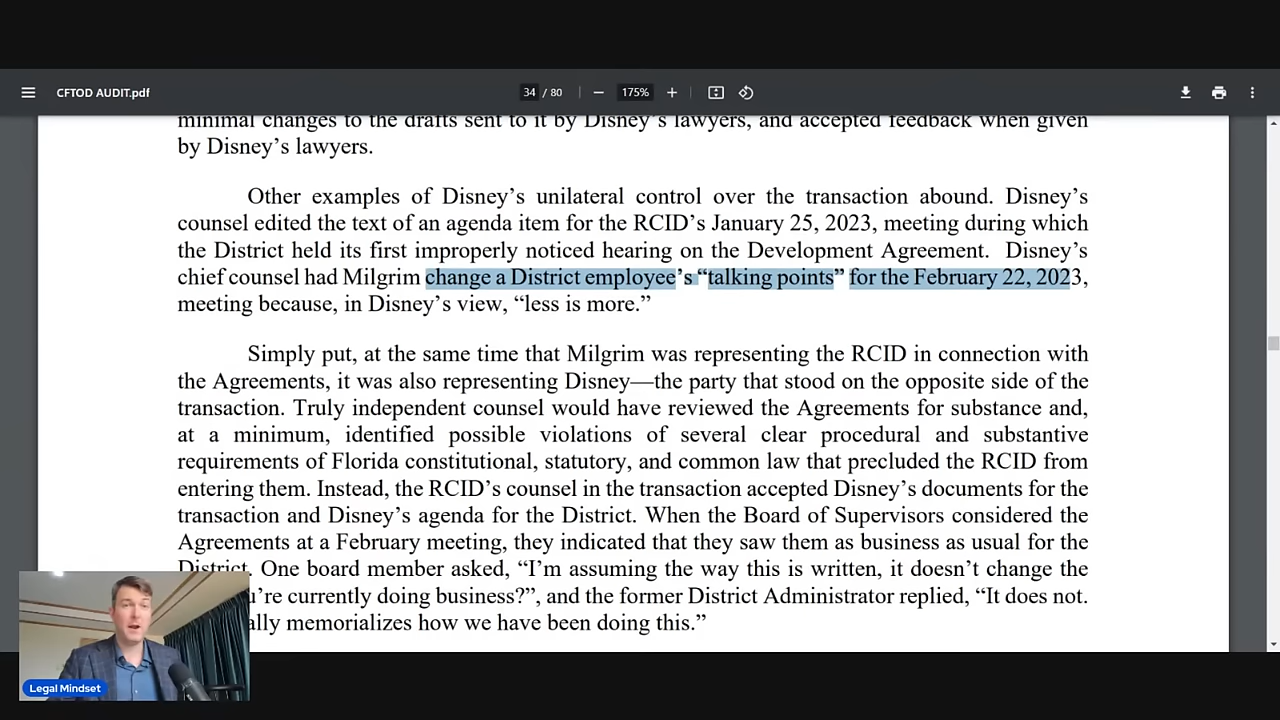 CFTOD AUDIT.pdf
34 / 80
175%
minimal changes to the drafts sent to it by Disney's lawyers, and accepted feedback when given
by Disney's lawyers.
Other examples of Disney's unilateral control over the transaction abound. Disney's
counsel edited the text of an agenda item for the RCID's January 25, 2023, meeting during which
the District held its first improperly noticed hearing on the Development Agreement. Disney's
chief counsel had Milgrim change a District employee's “talking points” for the February 22, 2023,
meeting because, in Disney's view, “less is more.”
Simply put, at the same time that Milgrim was representing the RCID in connection with
the Agreements, it was also representing Disney—the party that stood on the opposite side of the
transaction. Truly independent counsel would have reviewed the Agreements for substance and,
at a minimum, identified possible violations of several clear procedural and substantive
requirements of Florida constitutional, statutory, and common law that precluded the RCID from
entering them. Instead, the RCID's counsel in the transaction accepted Disney's documents for the
transaction and Disney's agenda for the District. When the Board of Supervisors considered the
Agreements at a February meeting, they indicated that they saw them as business as usual for the
District. One board member asked, “I'm assuming the way this is written, it doesn't change the
're currently doing business?”, and the former District Administrator replied, “It does not.
ally memorializes how we have been doing this.”
Legal Mindset